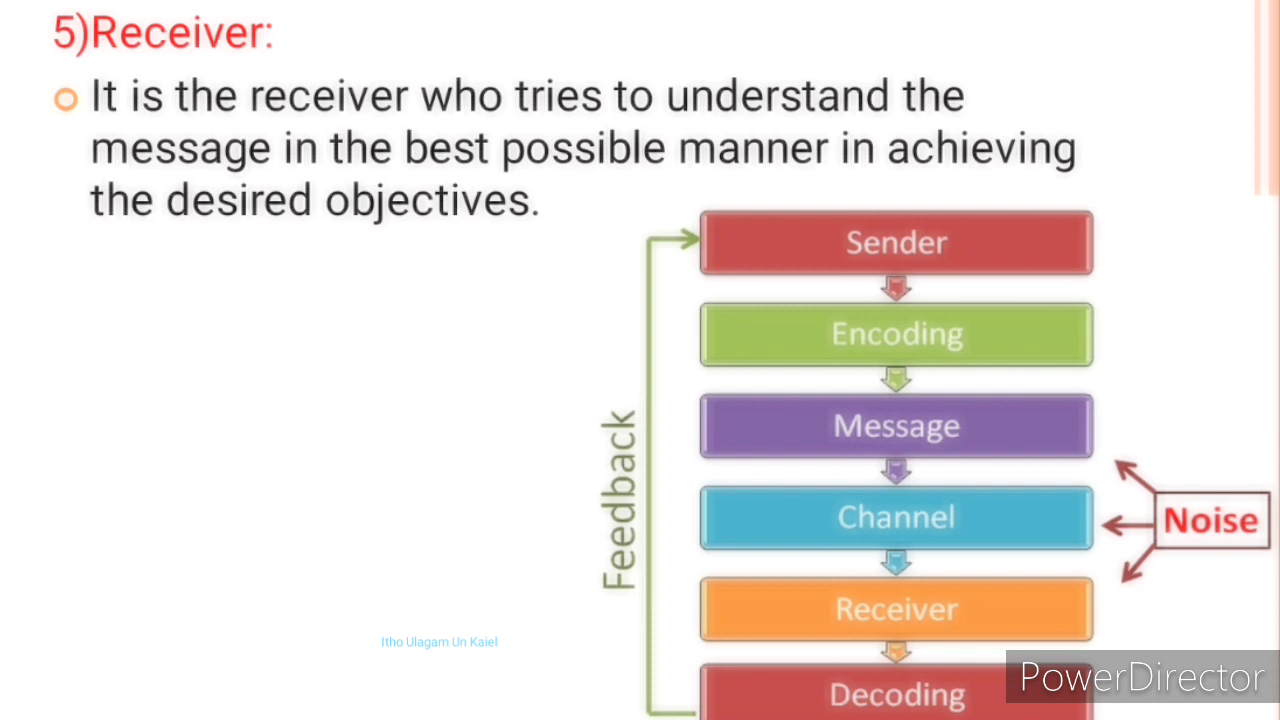 5)Receiver:
It is the receiver who tries to understand the
message in the best possible manner in achieving
the desired objectives.
Sender
Encoding
Message
Channel
Receiver
Decoding
Feedback
Noise
Itho Ulagam Un Kaiel
PowerDirector